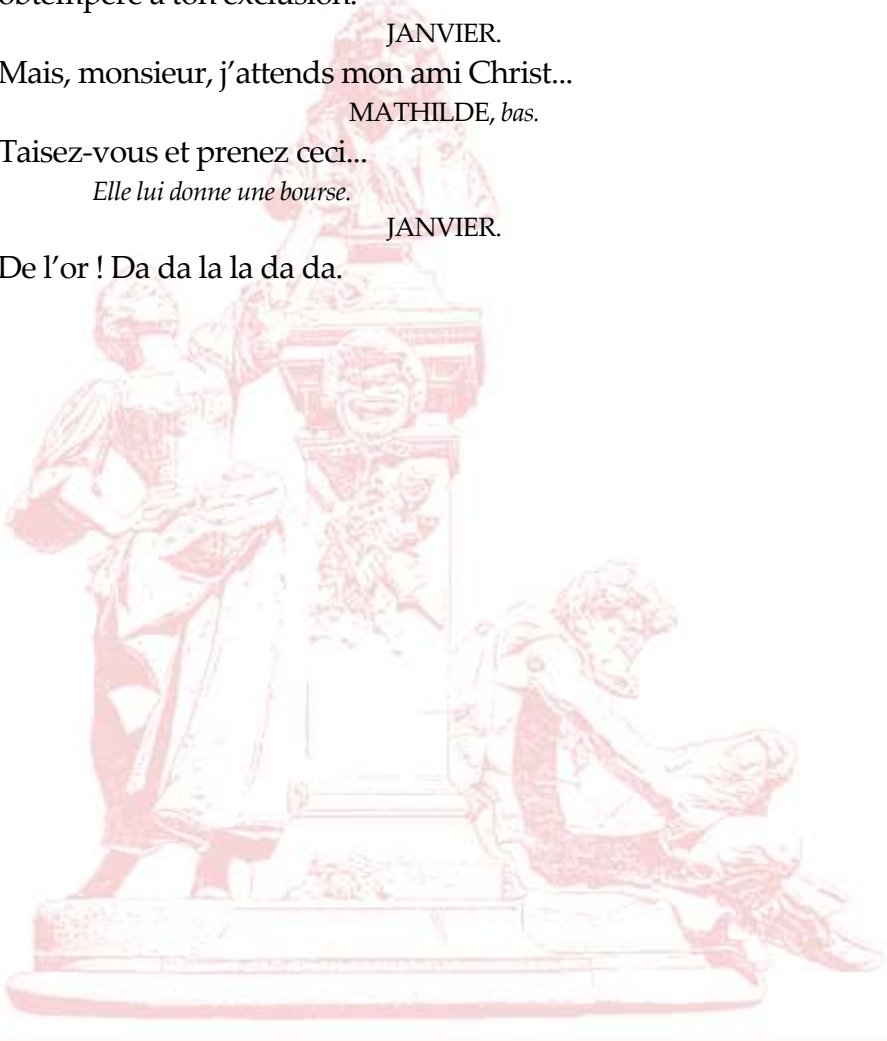 obtempère à ton exclusion.
JANVIER.
Mais, monsieur, j’attends mon ami Christ...
MATHILDE, bas.
Taisez-vous et prenez ceci...
Elle lui donne une bourse.
JANVIER.
De l’or ! Da da la la da da.